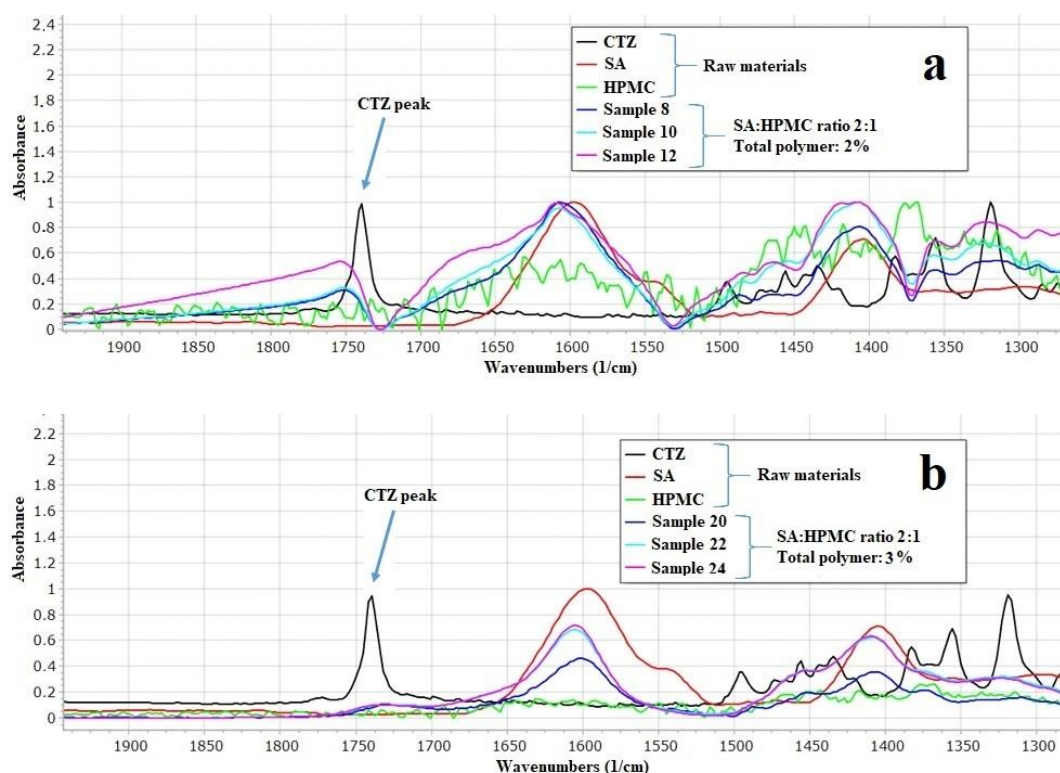 a
2.4
2.2
2
1.8
1.6
1.4
1.2
1
0.8
0.6
0.4
0.2
0
Absorbance
CTZ peak
CTZ
SA
HPMC
Raw materials
Sample 8
Sample 10
Sample 12
SA:HPMC ratio 2:1
Total polymer: 2%
1900
1850
1800
1750
1700
1650
1600
1550
1500
1450
1400
1350
1300
Wavenumbers (1/cm)
b
2.2
2
1.8
1.6
1.4
1.2
1
0.8
0.6
0.4
0.2
0
Absorbance
CTZ peak
CTZ
SA
HPMC
Raw materials
Sample 20
Sample 22
Sample 24
SA:HPMC ratio 2:1
Total polymer: 3 %
1900
1850
1800
1750
1700
1650
1600
1550
1500
1450
1400
1350
1300
Wavenumbers (1/cm)